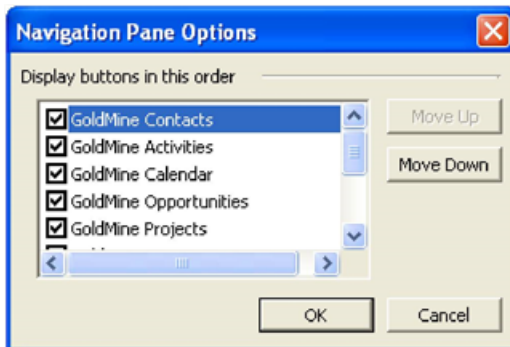 Navigation Pane Options
Display buttons in this order
GoldMine Contacts
GoldMine Activities
GoldMine Calendar
GoldMine Opportunities
GoldMine Projects
Move Up
Move Down
OK
Cancel